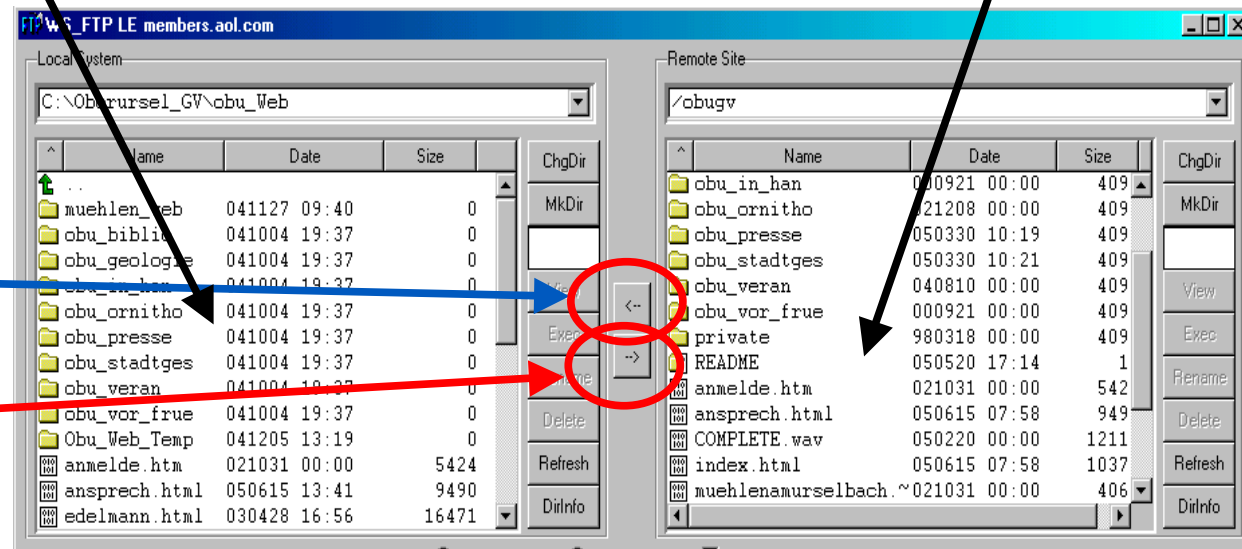 WS_FTP LE members.aol.com
Local System
C:\Oberursel_GV\obu_Web
^ Name Date Size
..
muehlen_web 041127 09:40 0
obu_biblio 041004 19:37 0
obu_geologie 041004 19:37 0
obu_in_han 041004 19:37 0
obu_ornitho 041004 19:37 0
obu_presse 041004 19:37 0
obu_stadtges 041004 19:37 0
obu_veran 041004 19:37 0
obu_vor_frue 041004 19:37 0
Obu_Web_Temp 041205 13:19 0
anmelde.htm 021031 00:00 5424
ansprech.html 050615 13:41 9490
edelmann.html 030428 16:56 16471
ChgDir
MkDir
View
Exec
Rename
Delete
Refresh
DirInfo
<--
-->
Remote Site
/obugv
^ Name Date Size
obu_in_han 000921 00:00 409
obu_ornitho 021208 00:00 409
obu_presse 050330 10:19 409
obu_stadtges 050330 10:21 409
obu_veran 040810 00:00 409
obu_vor_frue 000921 00:00 409
private 980318 00:00 409
README 050520 17:14 1
anmelde.htm 021031 00:00 542
ansprech.html 050615 07:58 949
COMPLETE.wav 050220 00:00 1211
index.html 050615 07:58 1037
muehlenamurselbach.~021031 00:00 406
ChgDir
MkDir
View
Exec
Rename
Delete
Refresh
DirInfo